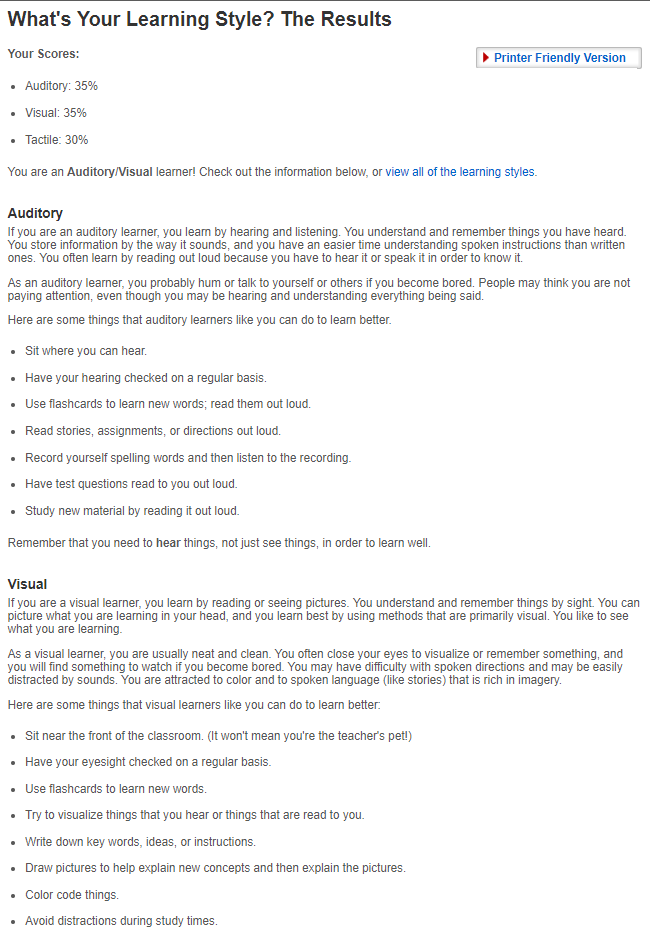 What's Your Learning Style? The Results
Your Scores:
Printer Friendly Version
Auditory: 35%
Visual: 35%
Tactile: 30%
You are an Auditory/Visual learner! Check out the information below, or view all of the learning styles.
Auditory
If you are an auditory learner, you learn by hearing and listening. You understand and remember things you have heard.
You store information by the way it sounds, and you have an easier time understanding spoken instructions than written
ones. You often learn by reading out loud because you have to hear it or speak it in order to know it.
As an auditory learner, you probably hum or talk to yourself or others if you become bored. People may think you are not
paying attention, even though you may be hearing and understanding everything being said.
Here are some things that auditory learners like you can do to learn better.
Sit where you can hear.
Have your hearing checked on a regular basis.
Use flashcards to learn new words; read them out loud.
Read stories, assignments, or directions out loud.
Record yourself spelling words and then listen to the recording.
Have test questions read to you out loud.
Study new material by reading it out loud.
Remember that you need to hear things, not just see things, in order to learn well.
Visual
If you are a visual learner, you learn by reading or seeing pictures. You understand and remember things by sight. You can
picture what you are learning in your head, and you learn best by using methods that are primarily visual. You like to see
what you are learning.
As a visual learner, you are usually neat and clean. You often close your eyes to visualize or remember something, and
you will find something to watch if you become bored. You may have difficulty with spoken directions and may be easily
distracted by sounds. You are attracted to color and to spoken language (like stories) that is rich in imagery.
Here are some things that visual learners like you can do to learn better:
Sit near the front of the classroom. (It won't mean you're the teacher's pet!)
Have your eyesight checked on a regular basis.
Use flashcards to learn new words.
Try to visualize things that you hear or things that are read to you.
Write down key words, ideas, or instructions.
Draw pictures to help explain new concepts and then explain the pictures.
Color code things.
Avoid distractions during study times.